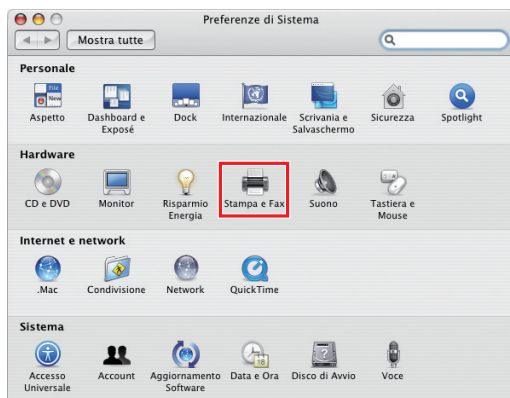 Preferenze di Sistema
Mostra tutte
Personale
File
New
Aspetto
Dashboard e
Exposé
Dock
Internazionale
Scrivania e
Salvaschermo
Sicurezza
Spotlight
Hardware
CD e DVD
Monitor
Risparmio
Energia
Stampa e Fax
Suono
Tastiera e
Mouse
Internet e network
.Mac
Condivisione
Network
QuickTime
Sistema
18
?
Accesso
Universale
Account
Aggiornamento
Software
Data e Ora
Disco di Avvio
Voce